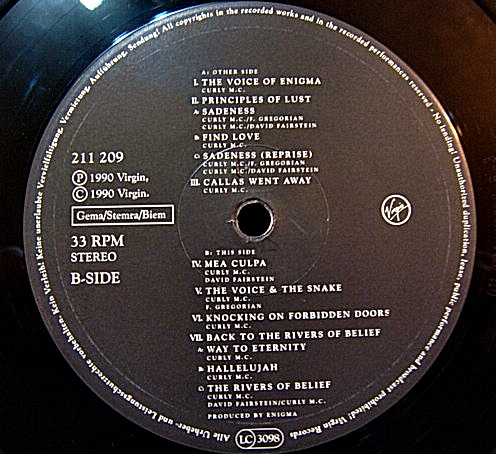 Kein Verleih! Keine unerlaubte Vervielfältigung, Vermietung, Aufführung, Sendung! All copyrights in the recorded works and in the recorded performances reserved. No lending! Unauthorized duplication, lease, public performance and broadcast prohibited! Virgin Records
Alle Urheber- und Leistungsschutzrechte vorbehalten.
LC 3098
A: OTHER SIDE
I. THE VOICE OF ENIGMA
CURLY M.C.
II. PRINCIPLES OF LUST
A: SADENESS
CURLY M.C./F. GREGORIAN
CURLY M.C./DAVID FAIRSTEIN
B: FIND LOVE
CURLY M.C.
C: SADENESS (REPRISE)
CURLY M.C./F. GREGORIAN
CURLY M.C./DAVID FAIRSTEIN
III. CALLAS WENT AWAY
CURLY M.C.
211 209
Ⓟ 1990 Virgin,
© 1990 Virgin.
Gema/Stemra/Biem
33 RPM
STEREO
B-SIDE
Virgin
B: THIS SIDE
IV. MEA CULPA
CURLY M.C.
DAVID FAIRSTEIN
V. THE VOICE & THE SNAKE
CURLY M.C.
F. GREGORIAN
VI. KNOCKING ON FORBIDDEN DOORS
CURLY M.C.
VII. BACK TO THE RIVERS OF BELIEF
A: WAY TO ETERNITY
CURLY M.C.
B: HALLELUJAH
CURLY M.C.
C: THE RIVERS OF BELIEF
CURLY M.C.
DAVID FAIRSTEIN/CURLY M.C.
PRODUCED BY ENIGMA